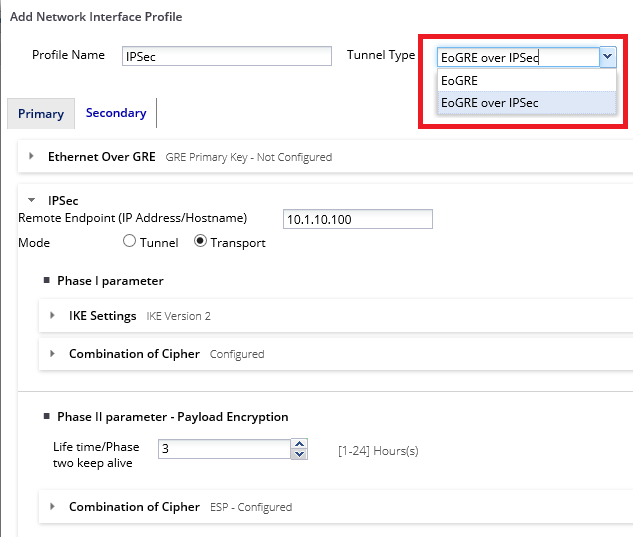 Add Network Interface Profile
Profile Name IPSec Tunnel Type EoGRE over IPSec
EoGRE
EoGRE over IPSec
Primary Secondary
Ethernet Over GRE GRE Primary Key - Not Configured
IPSec
Remote Endpoint (IP Address/Hostname) 10.1.10.100
Mode Tunnel Transport
Phase I parameter
IKE Settings IKE Version 2
Combination of Cipher Configured
Phase II parameter - Payload Encryption
Life time/Phase
two keep alive 3 [1-24] Hours(s)
Combination of Cipher ESP - Configured